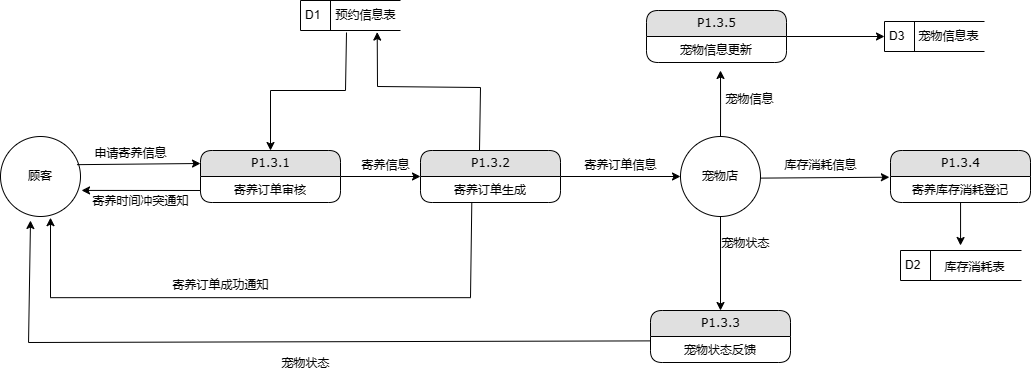 D1 预约信息表
P1.3.5
宠物信息更新
D3 宠物信息表
宠物信息
申请寄养信息
P1.3.1
寄养信息
P1.3.2
寄养订单信息
库存消耗信息
P1.3.4
顾客
宠物店
寄养订单审核
寄养订单生成
寄养库存消耗登记
寄养时间冲突通知
宠物状态
D2 库存消耗表
寄养订单成功通知
P1.3.3
宠物状态反馈
宠物状态